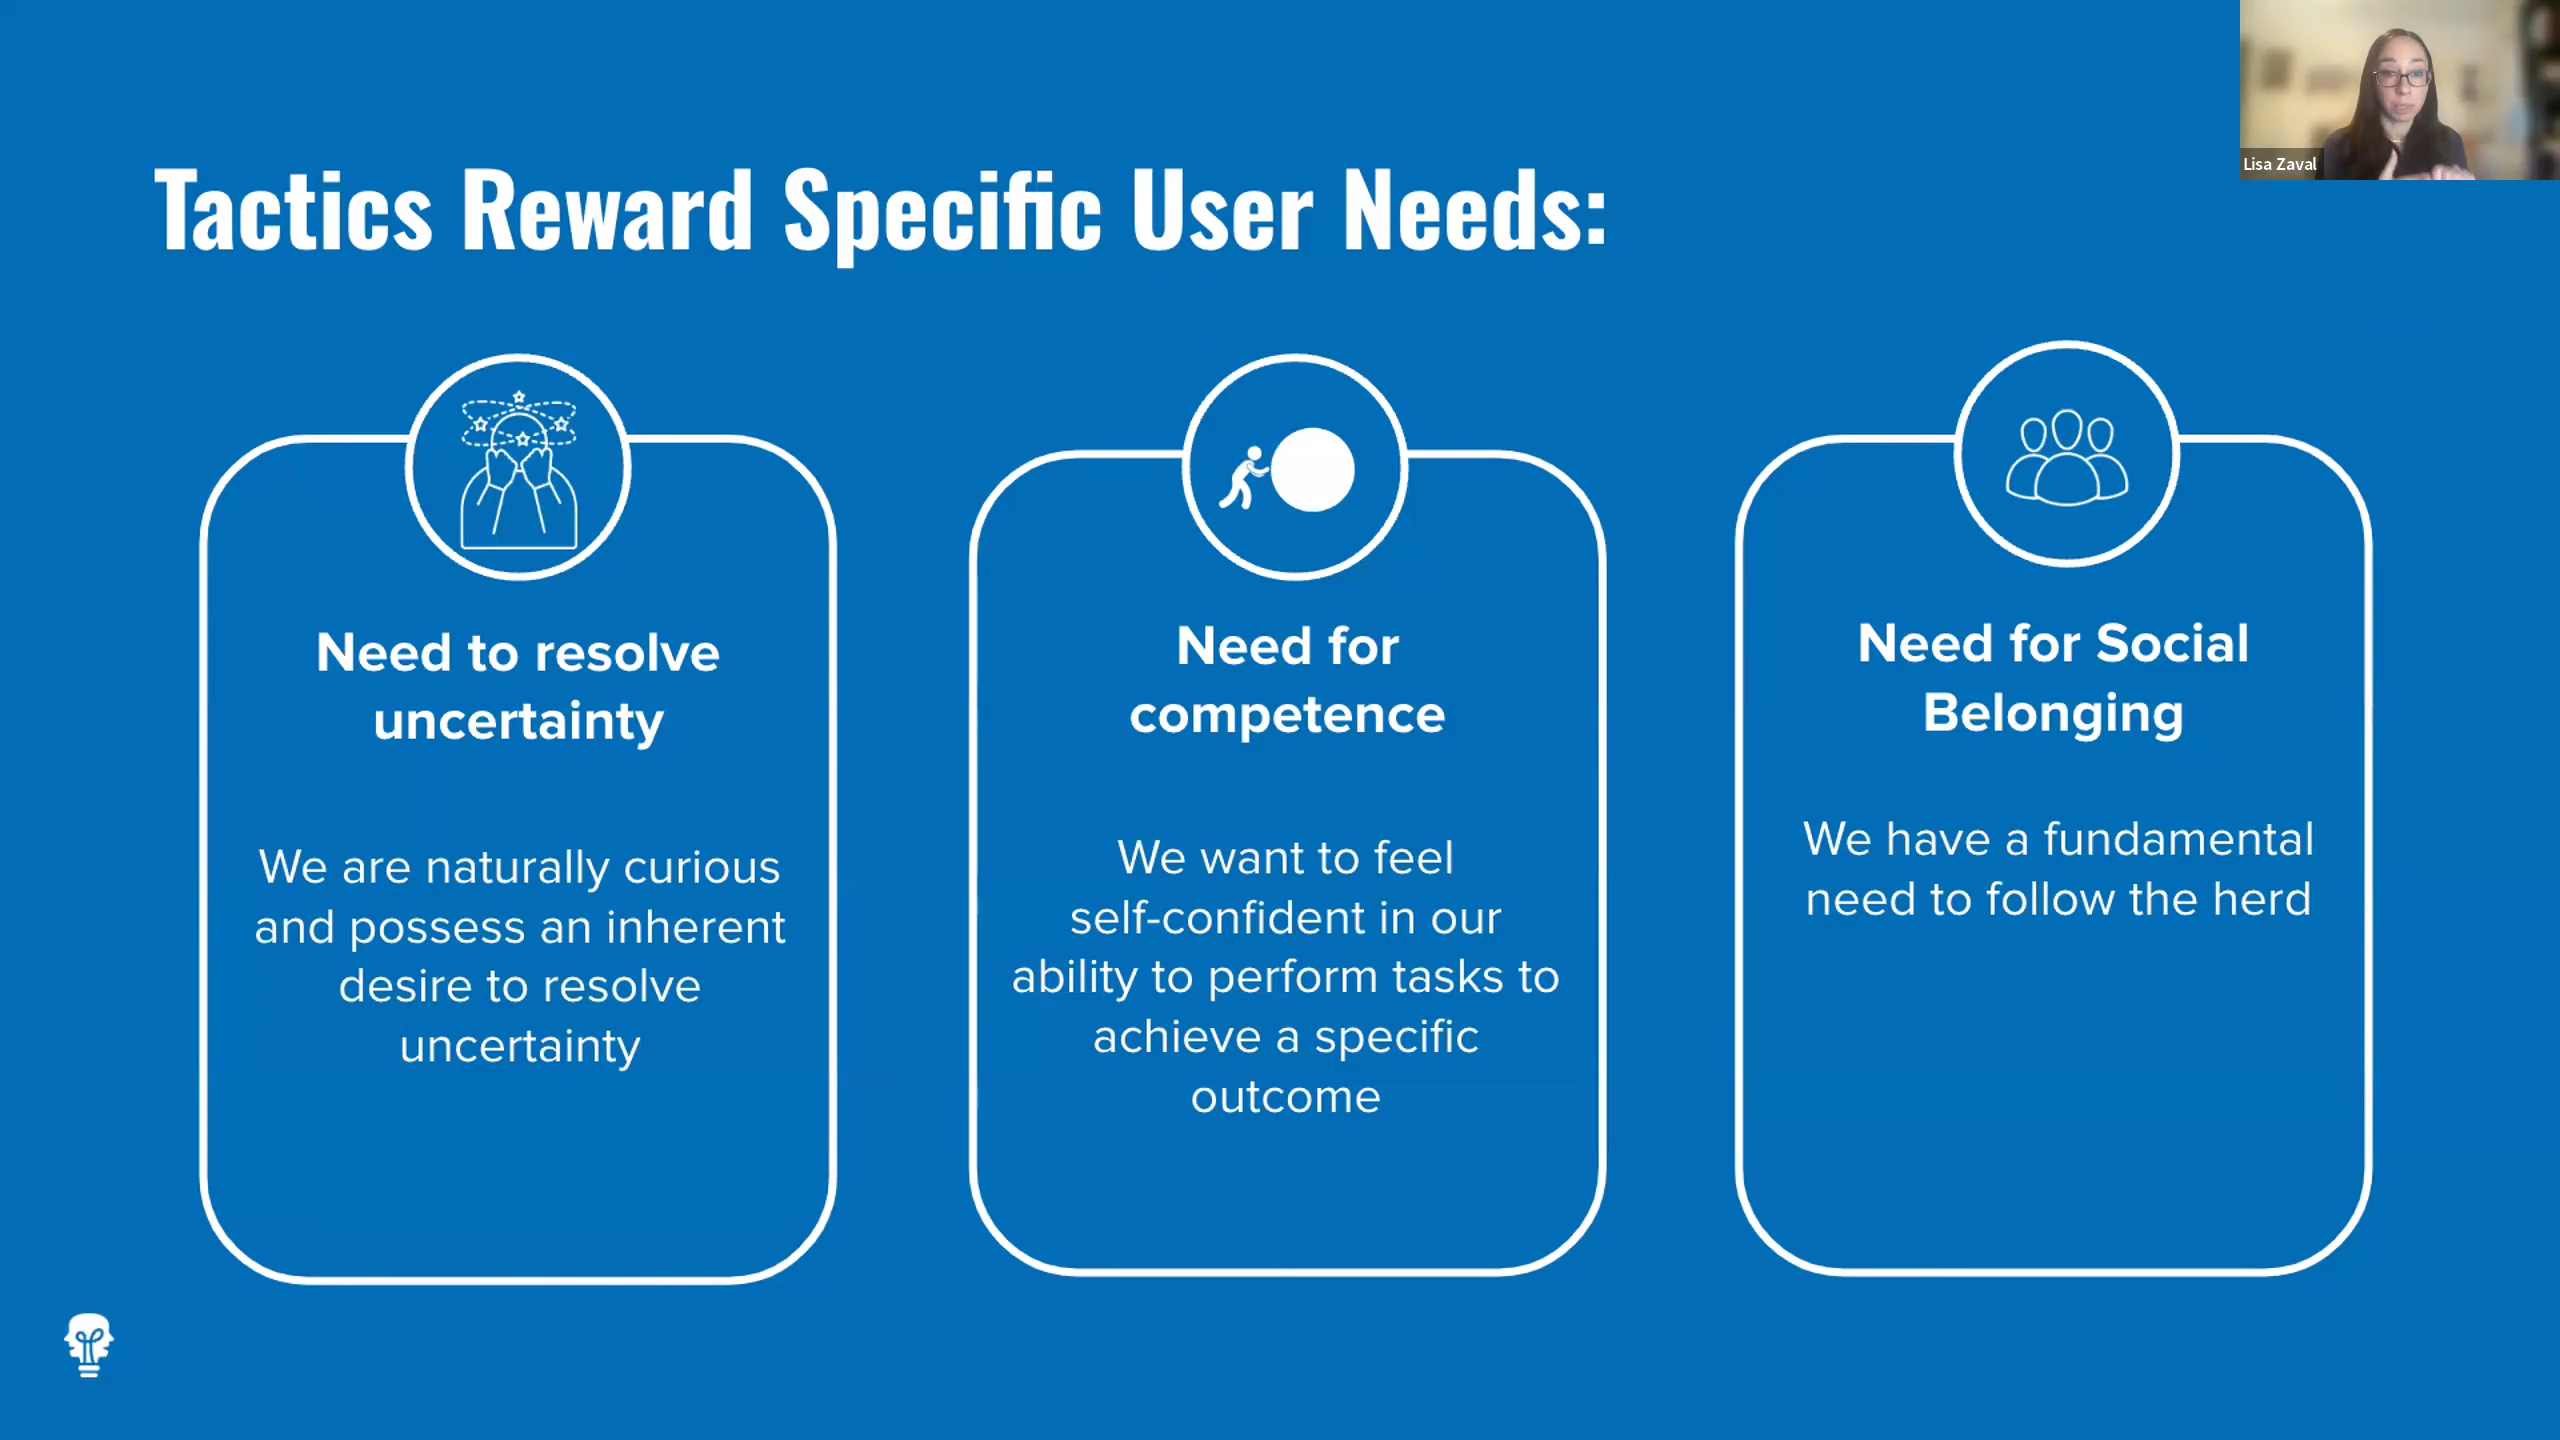 Lisa Zaval
Tactics Reward Specific User Needs:
Need to resolve
uncertainty
We are naturally curious
and possess an inherent
desire to resolve
uncertainty
Need for
competence
We want to feel
self-confident in our
ability to perform tasks to
achieve a specific
outcome
Need for Social
Belonging
We have a fundamental
need to follow the herd